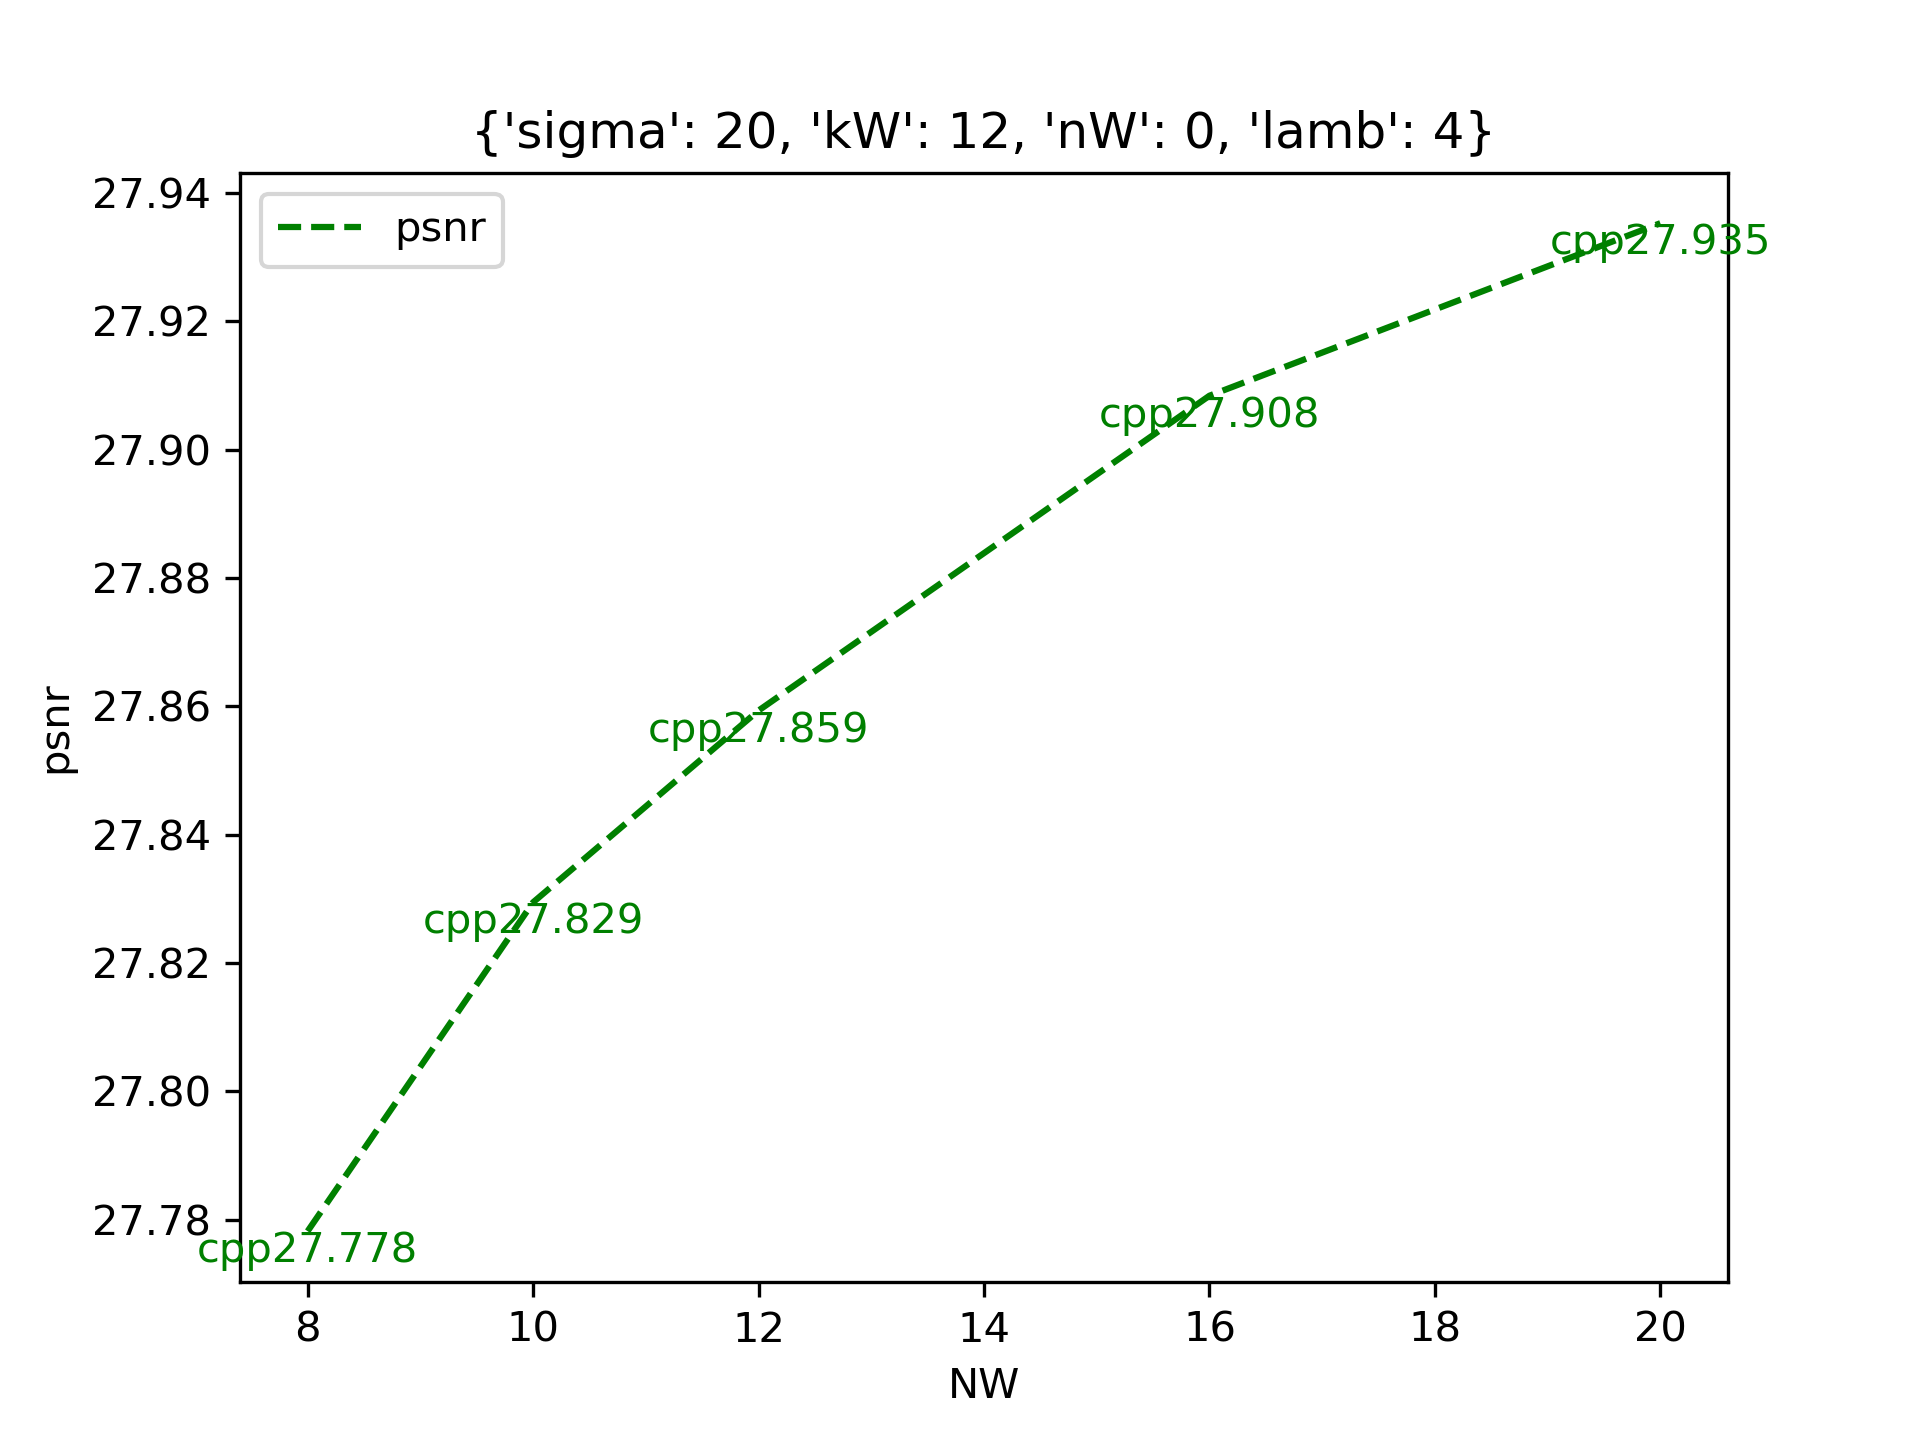 {'sigma': 20, 'kW': 12, 'nW': 0, 'lamb': 4}
psnr
27.94
27.92
27.90
27.88
27.86
27.84
27.82
27.80
27.78
psnr
cpp27.935
cpp27.908
cpp27.859
cpp27.829
cpp27.778
8 10 12 14 16 18 20
NW